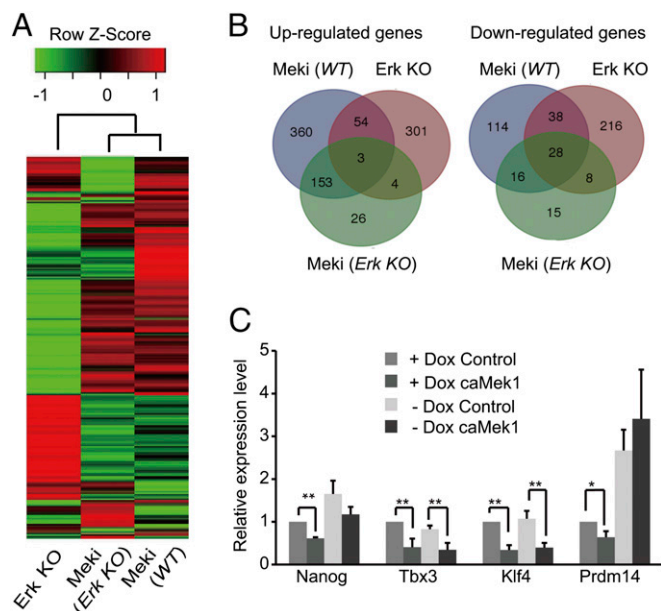 A
Row Z-Score
-1 0 1
Erk KO
Meki
(Erk KO)
Meki
(WT)
B
Up-regulated genes
Meki (WT) Erk KO
54
360 301
3
153 4
26
Meki (Erk KO)
Down-regulated genes
Meki (WT) Erk KO
38
114 216
28
16 8
15
Meki (Erk KO)
C
Relative expression level
5
4
3
2
1
0
+ Dox Control
+ Dox caMek1
- Dox Control
- Dox caMek1
** ** ** ** ** *
Nanog Tbx3 Klf4 Prdm14